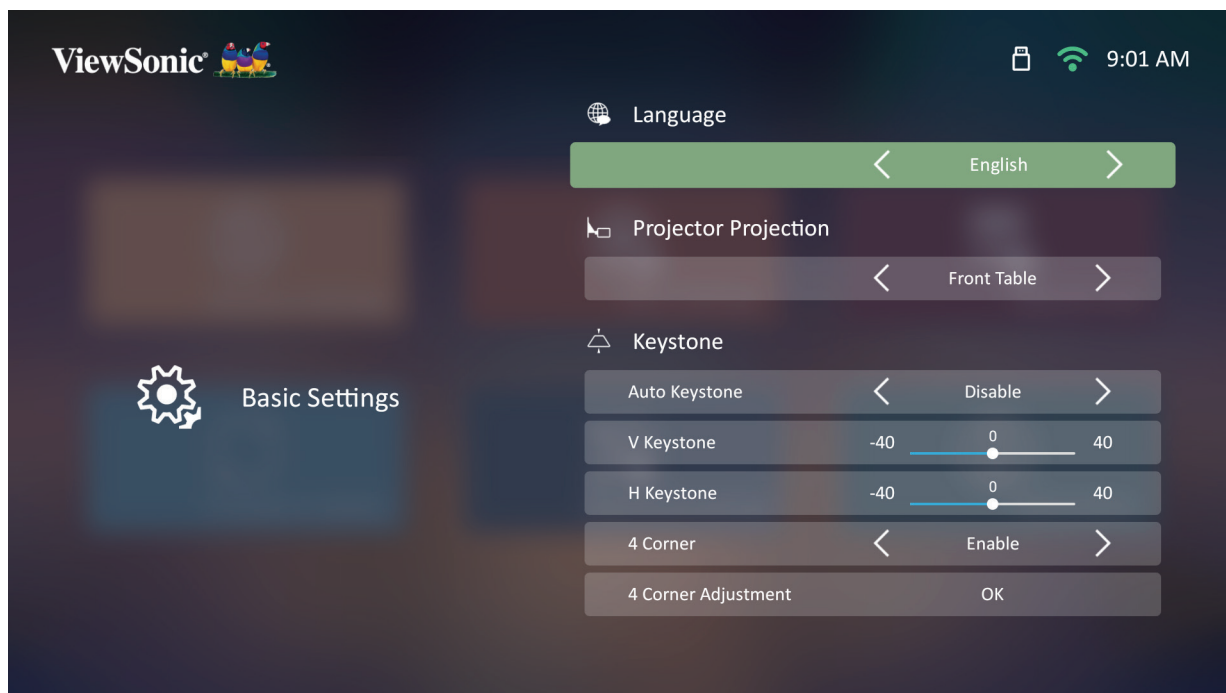 ViewSonic®
9:01 AM
Language
English
Projector Projection
Front Table
Keystone
Basic Settings
Auto Keystone Disable
V Keystone -40 0 40
H Keystone -40 0 40
4 Corner Enable
4 Corner Adjustment OK